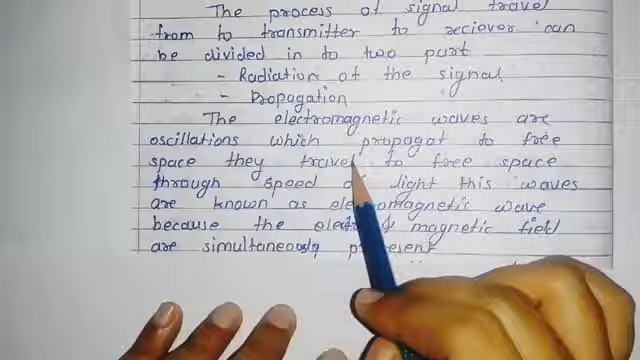 The process of signal travel
from to transmitter to reciever can
be divided in to two part
- Radiation of the signal
- Propagation
The electromagnetic waves are
oscillations which propagat to free
space they travel to free space
through speed of light this waves
are known as electromagnetic wave
because the elect & magnetic field
are simultaneously present